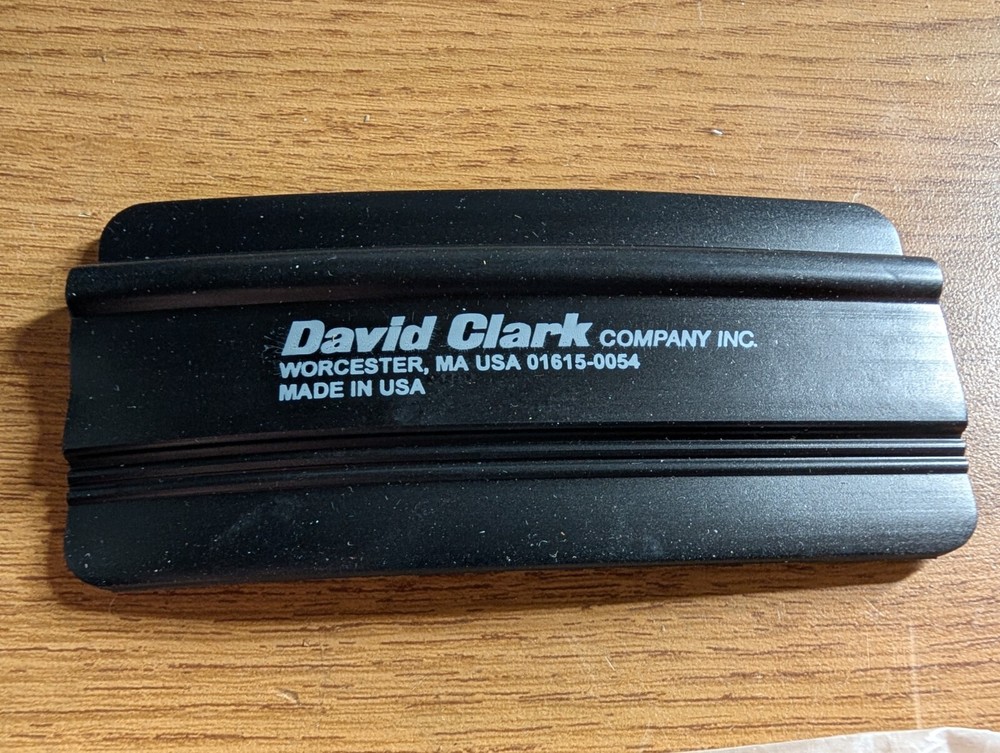 David Clark COMPANY INC.
WORCESTER, MA USA 01615-0054
MADE IN USA